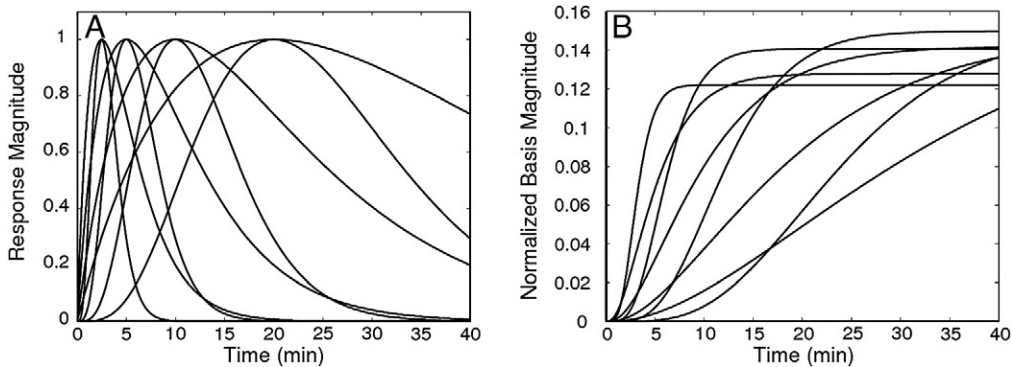 A
Response Magnitude
1
0.8
0.6
0.4
0.2
0
0 5 10 15 20 25 30 35 40
Time (min)
B
Normalized Basis Magnitude
0.16
0.14
0.12
0.1
0.08
0.06
0.04
0.02
0
0 5 10 15 20 25 30 35 40
Time (min)